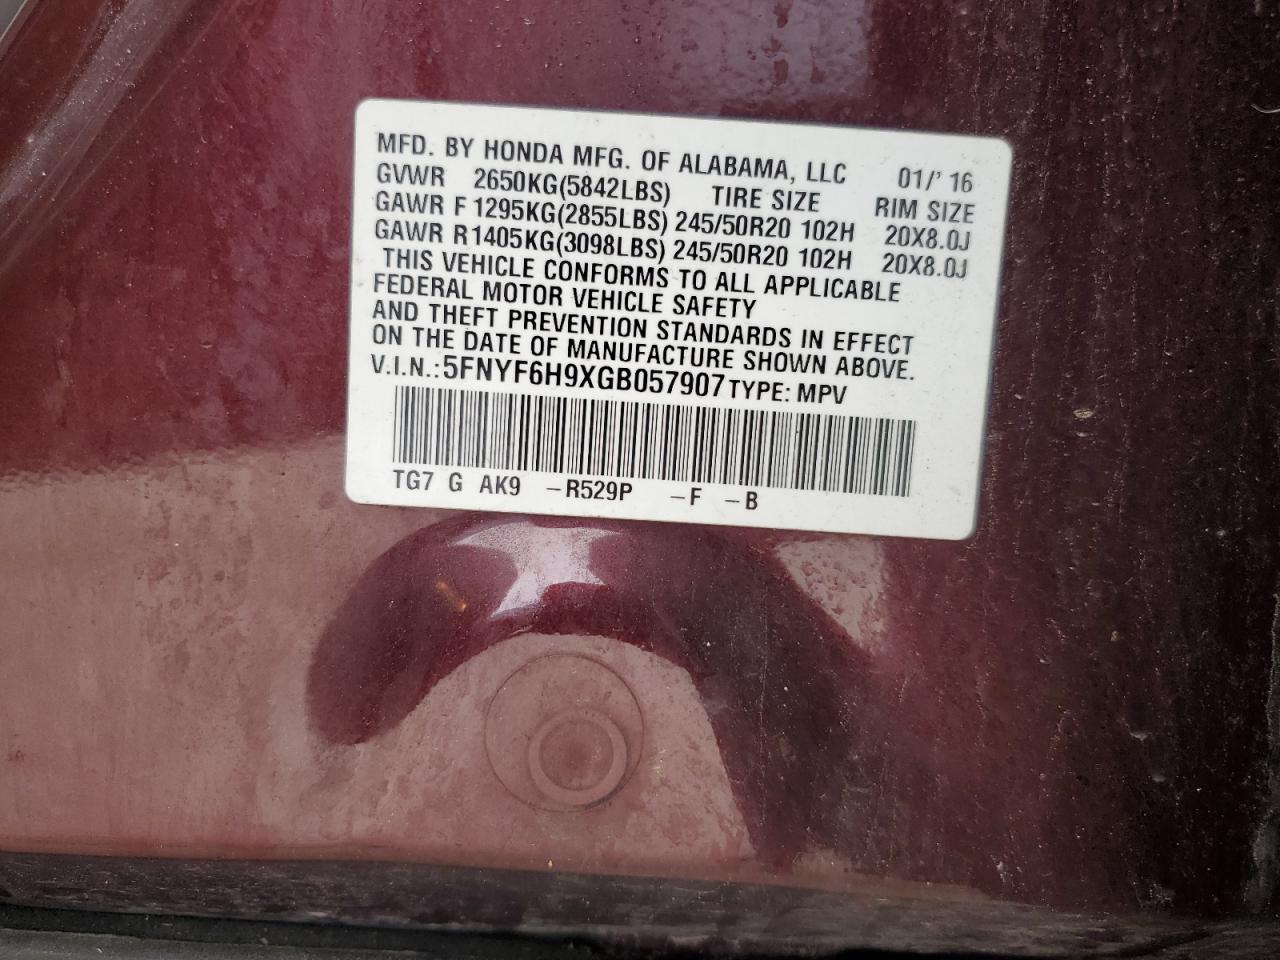 MFD. BY HONDA MFG. OF ALABAMA, LLC 01/' 16
GVWR 2650KG(5842LBS) TIRE SIZE RIM SIZE
GAWR F 1295KG(2855LBS) 245/50R20 102H 20X8.0J
GAWR R1405KG(3098LBS) 245/50R20 102H 20X8.0J
THIS VEHICLE CONFORMS TO ALL APPLICABLE
FEDERAL MOTOR VEHICLE SAFETY
AND THEFT PREVENTION STANDARDS IN EFFECT
ON THE DATE OF MANUFACTURE SHOWN ABOVE.
V.I.N.: 5FNYF6H9XGB057907 TYPE: MPV
TG7 G AK9 -R529P -F -B